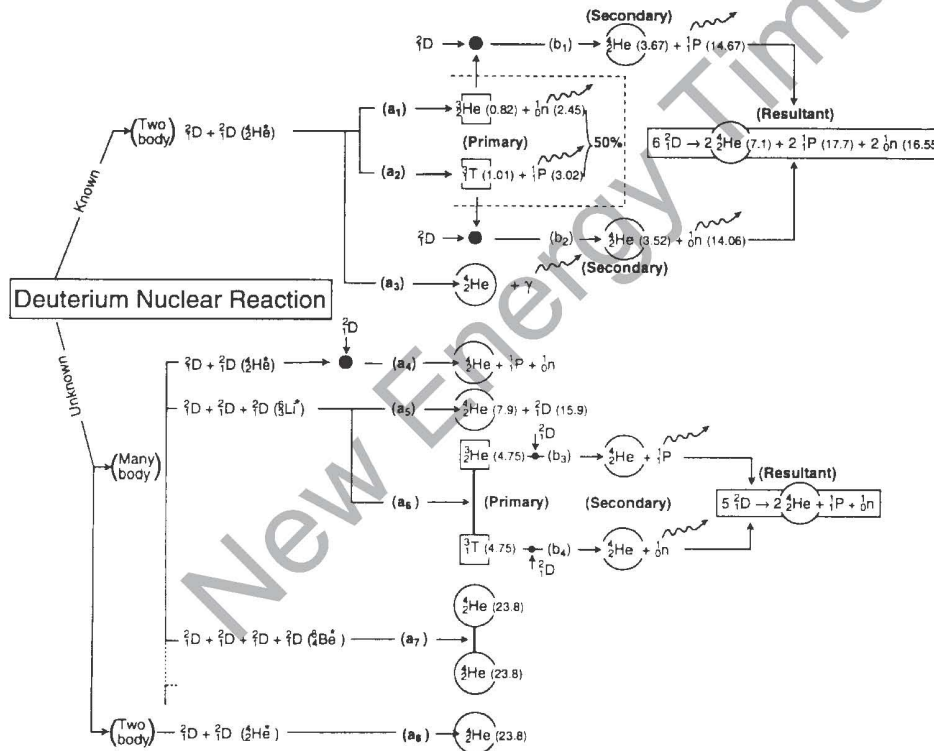 (Secondary)
²₁D → ● — (b₁) → ⁴₂He (3.67) + ¹₁P (14.67)
(a₁) → ³₂He (0.82) + ¹₀n (2.45)
(Resultant)
Known (Two body) ²₁D + ²₁D (⁴₂He*) (Primary) 50%
6 ²₁D → 2 ⁴₂He (7.1) + 2 ¹₁P (17.7) + 2 ¹₀n (16.55
(a₂) → ³₁T (1.01) + ¹₁P (3.02)
²₁D → ● — (b₂) → ⁴₂He (3.52) + ¹₀n (14.06)
(Secondary)
(a₃) → ⁴₂He + γ
Deuterium Nuclear Reaction
Unknown
²₁D
²₁D + ²₁D (⁴₂He*) → ● — (a₄) → ⁴₂He + ¹₁P + ¹₀n
²₁D + ²₁D + ²₁D (⁶₃Li*) (a₅) → ⁴₂He (7.9) + ²₁D (15.9)
²₁D
(Many body)
³₂He (4.75) (b₃) → ⁴₂He + ¹₁P
(Resultant)
(a₆) (Primary) (Secondary)
5 ²₁D → 2 ⁴₂He + ¹₁P + ¹₀n
³₁T (4.75) (b₄) → ⁴₂He + ¹₀n
²₁D
⁴₂He (23.8)
²₁D + ²₁D + ²₁D + ²₁D (⁸₄Be*) — (a₇) →
⁴₂He (23.8)
(Two body) ²₁D + ²₁D (⁴₂He*) — (a₈) → ⁴₂He (23.8)
New Energy Time